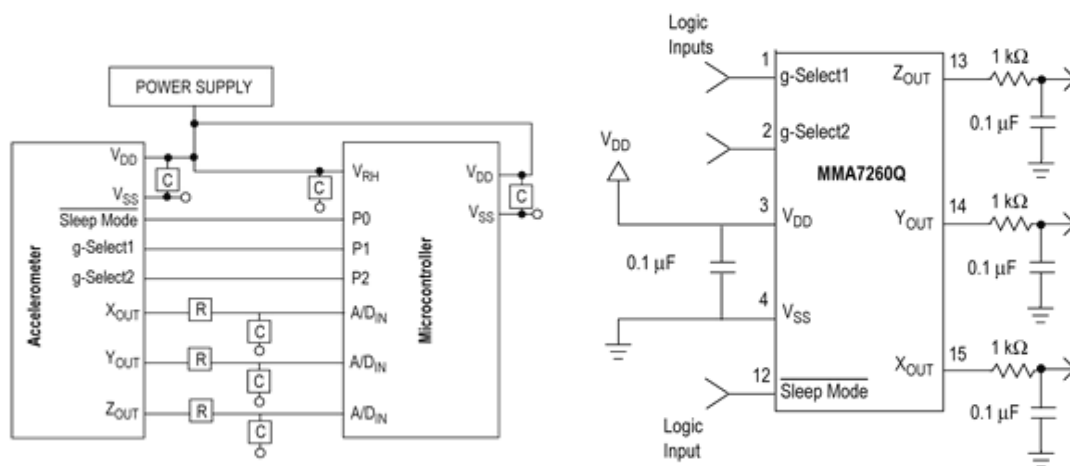 POWER SUPPLY
Accelerometer
VDD
C
VSS
Sleep Mode
g-Select1
g-Select2
XOUT
R
C
YOUT
R
C
ZOUT
R
C
C
Microcontroller
VRH
P0
P1
P2
A/DIN
A/DIN
A/DIN
VDD
C
VSS
Logic
Inputs
1
g-Select1
2
g-Select2
VDD
3
VDD
0.1 µF
4
VSS
12
Sleep Mode
Logic
Input
MMA7260Q
ZOUT
13
1 kΩ
0.1 µF
YOUT
14
1 kΩ
0.1 µF
XOUT
15
1 kΩ
0.1 µF